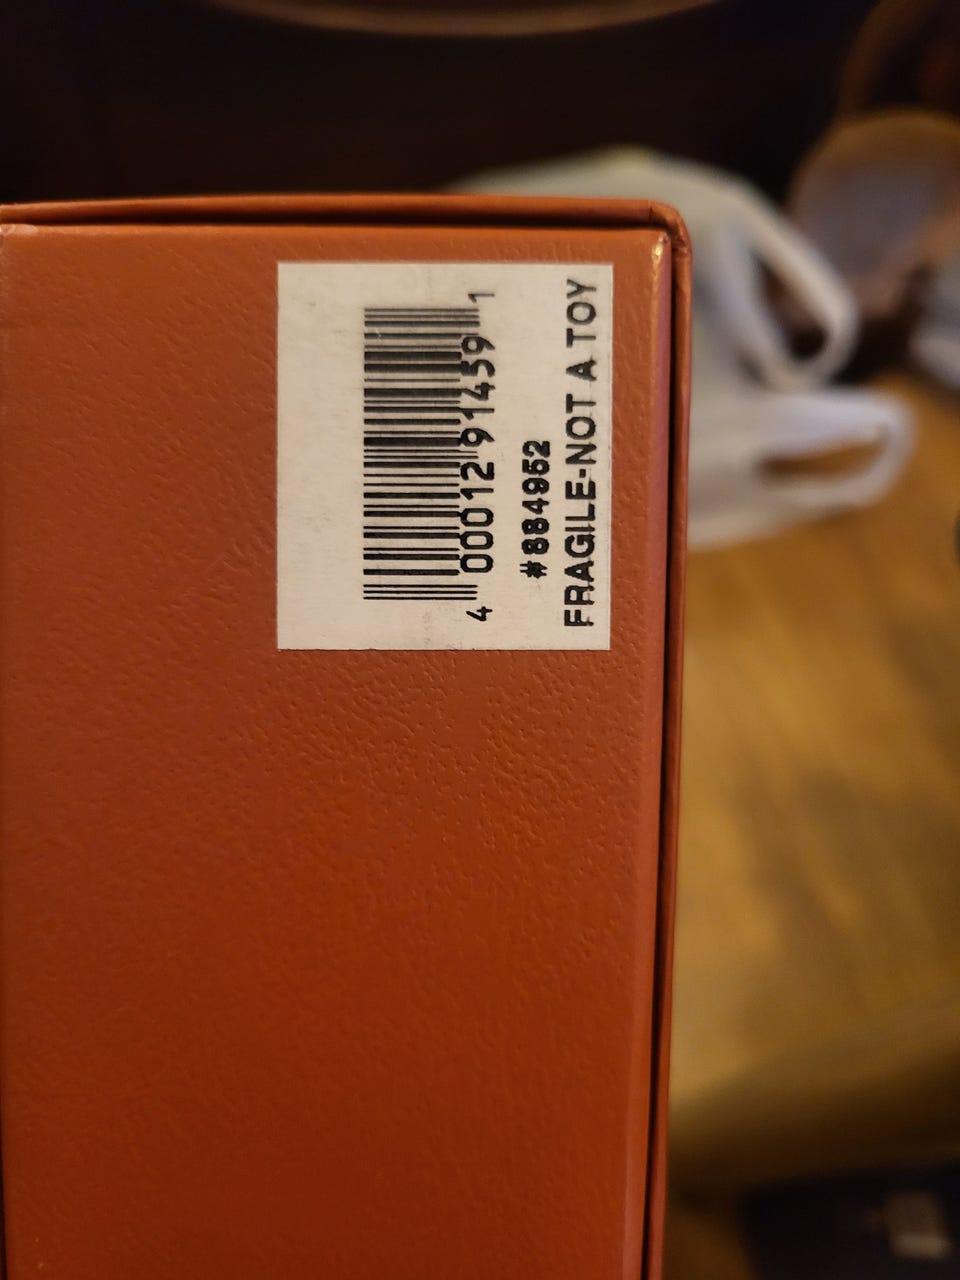 4 00012 91459 1
#884952
FRAGILE-NOT A TOY